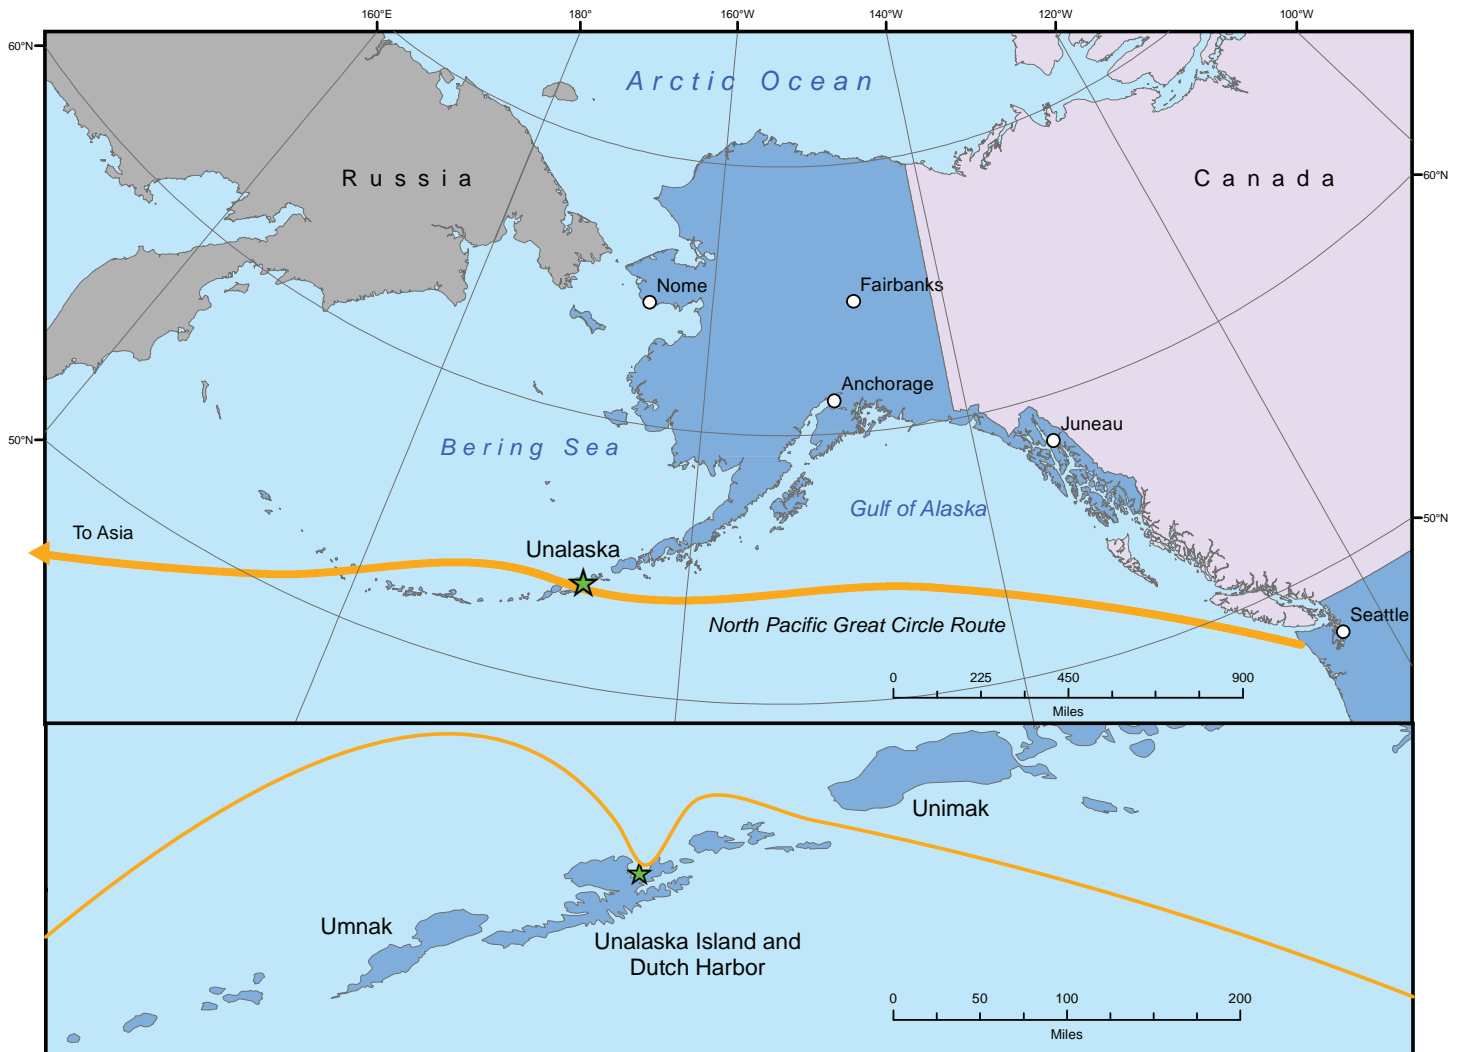 160°E 180° 160°W 140°W 120°W 100°W
60°N
Arctic Ocean
Russia
Canada
60°N
Nome
Fairbanks
Anchorage
Juneau
50°N
Bering Sea
Gulf of Alaska
50°N
To Asia
Unalaska
Seattle
North Pacific Great Circle Route
0 225 450 900
Miles
Unimak
Umnak
Unalaska Island and
Dutch Harbor
0 50 100 200
Miles